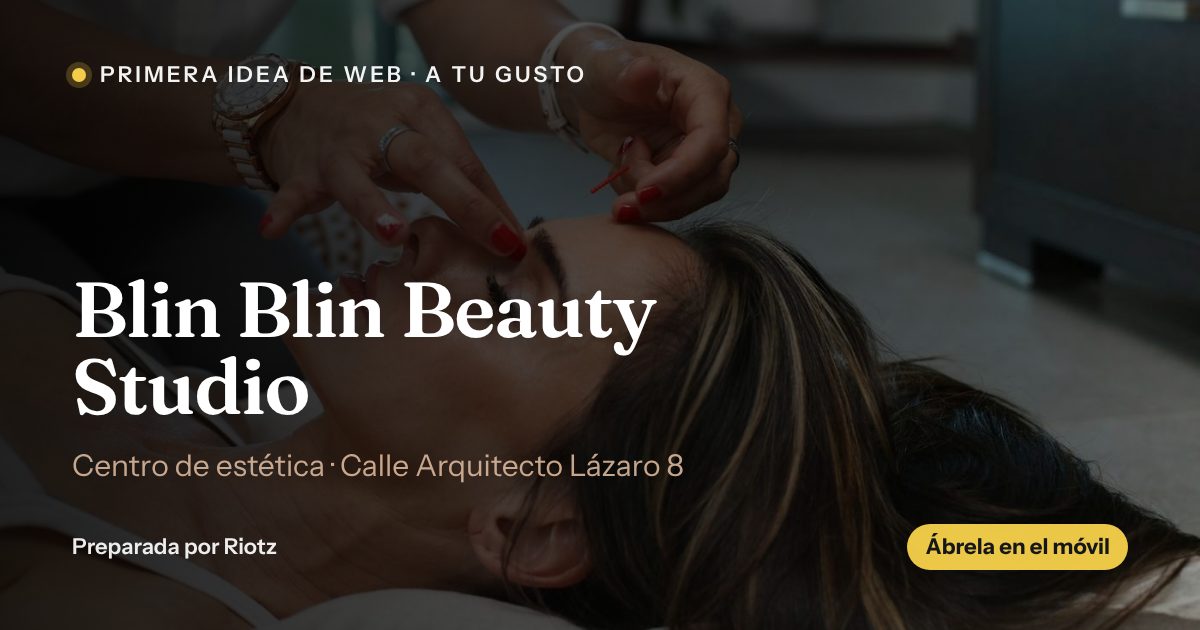 PRIMERA IDEA DE WEB · A TU GUSTO
Blin Blin Beauty
Studio
Centro de estética · Calle Arquitecto Lázaro 8
Preparada por Riotz
Ábrela en el móvil